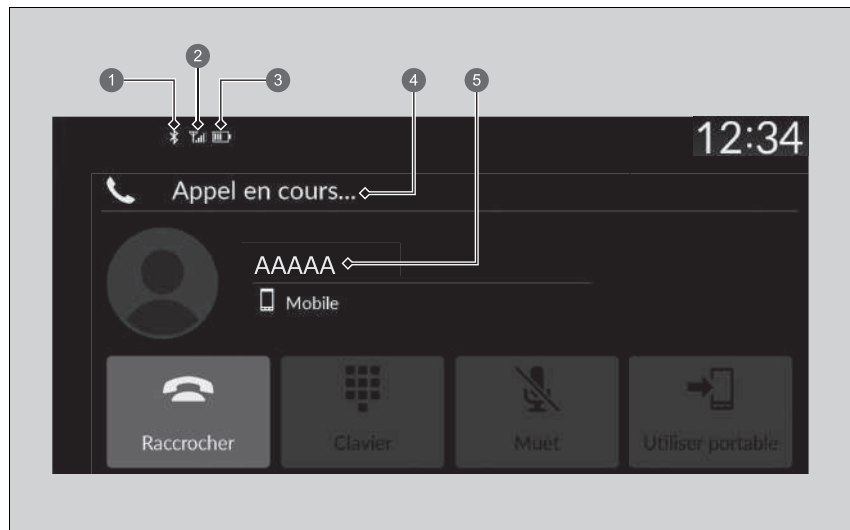 1 2 3 4 5
12:34
Appel en cours...
AAAAA
Mobile
Raccrocher Clavier Muet Utiliser portable